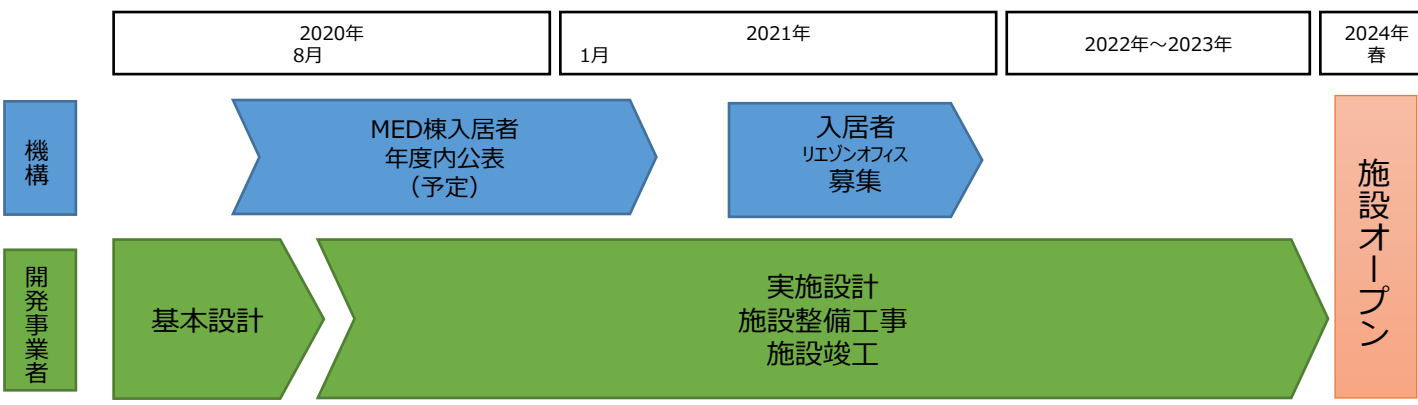 2020年
8月
2021年
1月
2022年～2023年
2024年
春
機構
MED棟入居者
年度内公表
（予定）
入居者
リエゾンオフィス
募集
開発事業者
基本設計
実施設計
施設整備工事
施設竣工
施設オープン